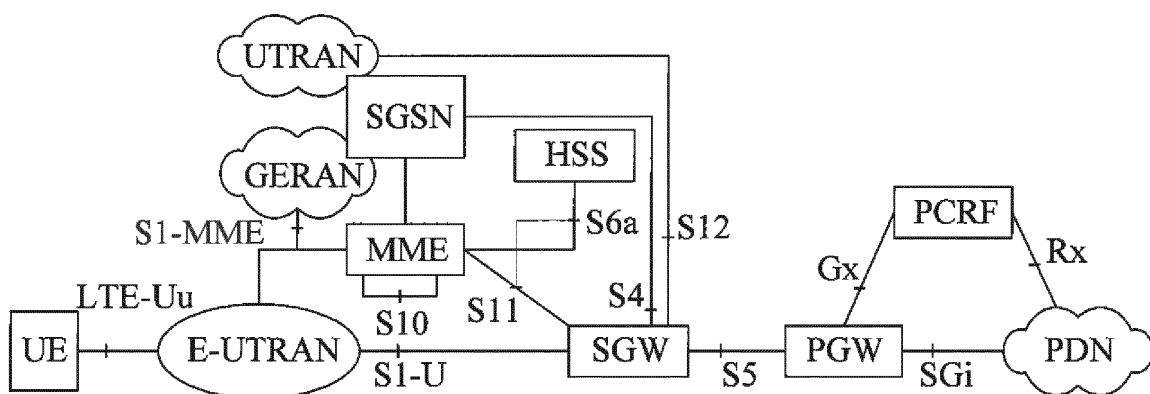 UTRAN
SGSN
HSS
GERAN
PCRF
S1-MME
MME
S6a
S12
Gx
Rx
LTE-Uu
S10
S11
S4
UE
E-UTRAN
SGW
PGW
PDN
S1-U
S5
SGi